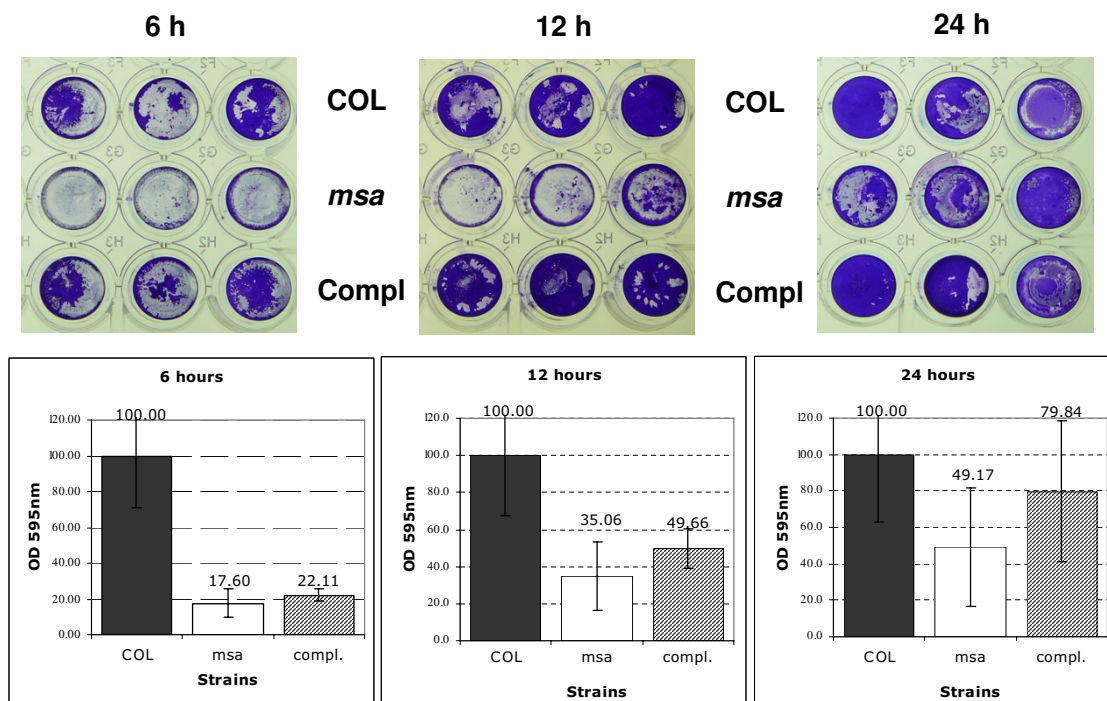 6 h
12 h
24 h
COL
COL
msa
msa
Compl
Compl
6 hours
OD 595nm
120.00
100.00
80.00
60.00
40.00
20.00
0.00
100.00
17.60
22.11
COL
msa
compl.
Strains
12 hours
OD 595nm
120.0
100.0
80.0
60.0
40.0
20.0
0.0
100.00
35.06
49.66
COL
msa
compl.
Strains
24 hours
OD 595nm
120.0
100.0
80.0
60.0
40.0
20.0
0.0
100.00
49.17
79.84
COL
msa
compl.
Strains